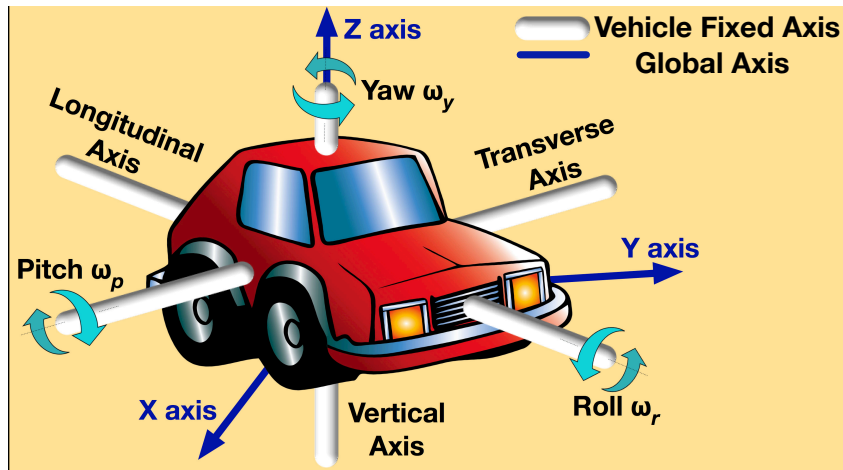 Z axis
Vehicle Fixed Axis
Global Axis
Yaw ωy
Longitudinal
Axis
Transverse
Axis
Y axis
Pitch ωp
X axis
Vertical
Axis
Roll ωr